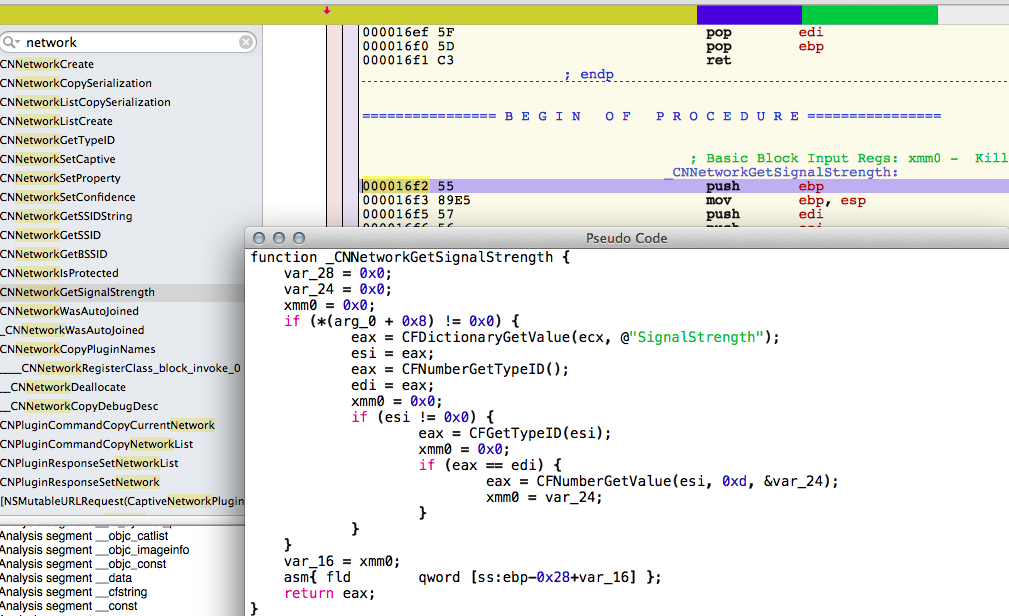 network
CNNetworkCreate
CNNetworkCopySerialization
CNNetworkListCopySerialization
CNNetworkListCreate
CNNetworkGetTypeID
CNNetworkSetCaptive
CNNetworkSetProperty
CNNetworkSetConfidence
CNNetworkGetSSIDString
CNNetworkGetSSID
CNNetworkGetBSSID
CNNetworkIsProtected
CNNetworkGetSignalStrength
CNNetworkWasAutoJoined
_CNNetworkWasAutoJoined
CNNetworkCopyPluginNames
____CNNetworkRegisterClass_block_invoke_0
__CNNetworkDeallocate
__CNNetworkCopyDebugDesc
CNPluginCommandCopyCurrentNetwork
CNPluginCommandCopyNetworkList
CNPluginResponseSetNetworkList
CNPluginResponseSetNetwork
[NSMutableURLRequest(CaptiveNetworkPlugin
Analysis segment __objc_catlist
Analysis segment __objc_imageinfo
Analysis segment __objc_const
Analysis segment __data
Analysis segment __cfstring
Analysis segment __const
000016ef 5F pop edi
000016f0 5D pop ebp
000016f1 C3 ret
; endp
================ B E G I N   O F   P R O C E D U R E ================
; Basic Block Input Regs: xmm0 - Kill
_CNNetworkGetSignalStrength:
000016f2 55 push ebp
000016f3 89E5 mov ebp, esp
000016f5 57 push edi
Pseudo Code
function _CNNetworkGetSignalStrength {
    var_28 = 0x0;
    var_24 = 0x0;
    xmm0 = 0x0;
    if (*(arg_0 + 0x8) != 0x0) {
            eax = CFDictionaryGetValue(ecx, @"SignalStrength");
            esi = eax;
            eax = CFNumberGetTypeID();
            edi = eax;
            xmm0 = 0x0;
            if (esi != 0x0) {
                    eax = CFGetTypeID(esi);
                    xmm0 = 0x0;
                    if (eax == edi) {
                            eax = CFNumberGetValue(esi, 0xd, &var_24);
                            xmm0 = var_24;
                    }
            }
    }
    var_16 = xmm0;
    asm{ fld        qword [ss:ebp-0x28+var_16] };
    return eax;
}